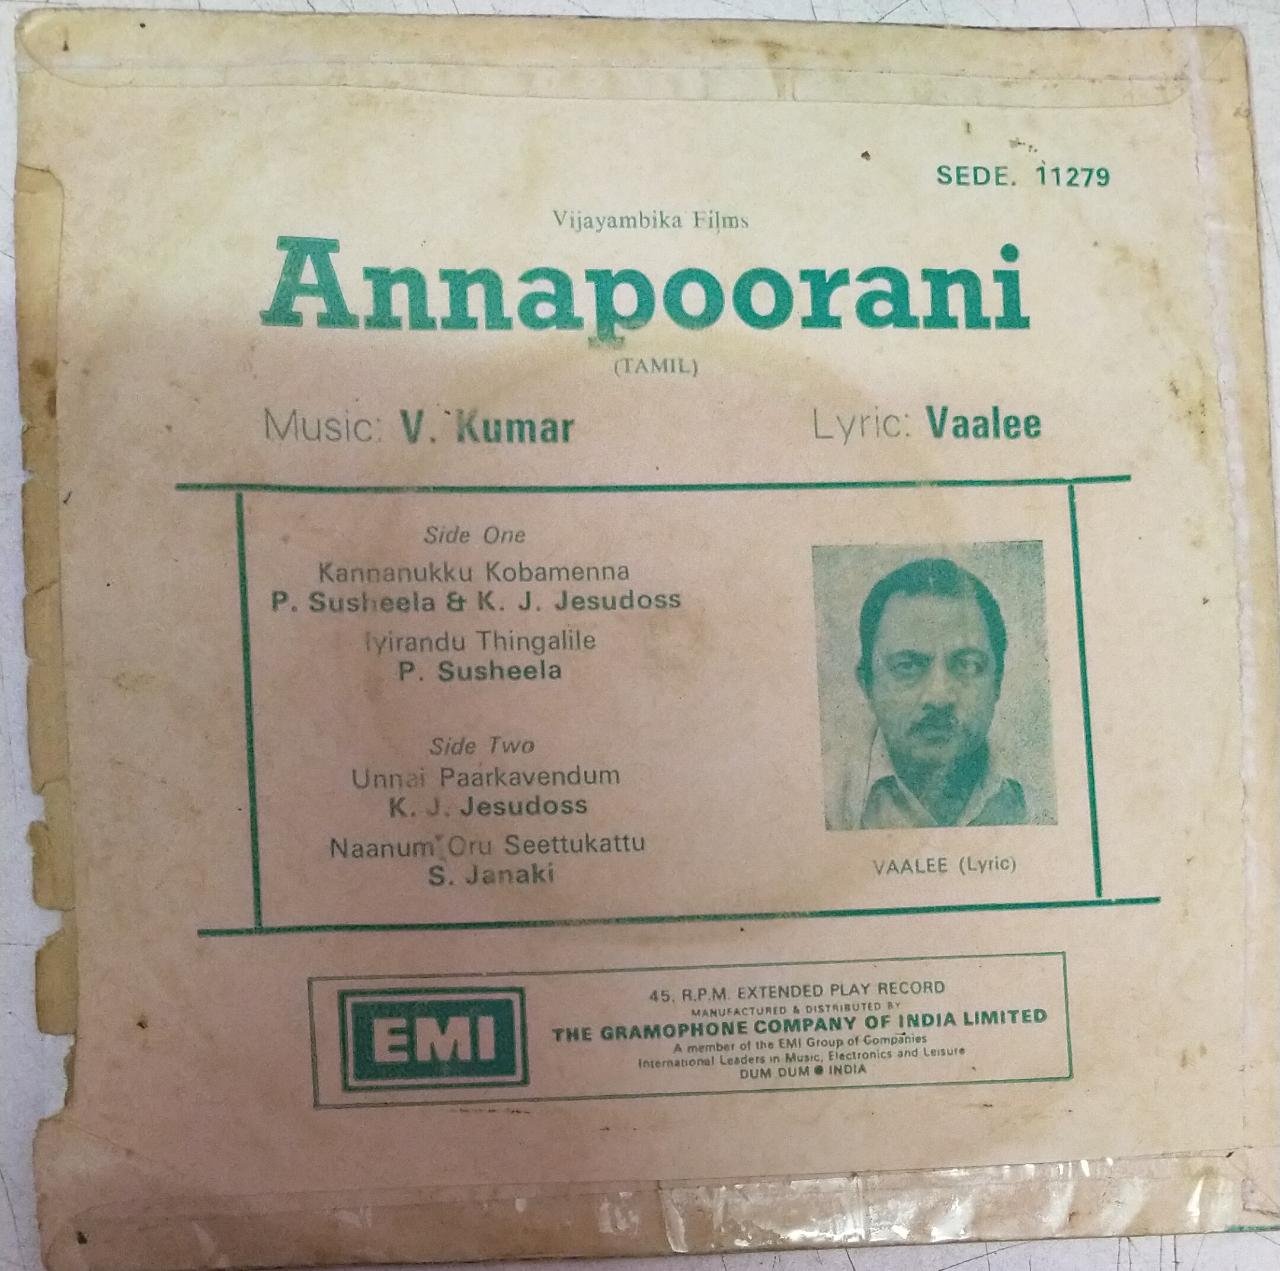 SEDE. 11279
Vijayambika Films
Annapoorani
(TAMIL)
Music: V. Kumar
Lyric: Vaalee
Side One
Kannanukku Kobamenna
P. Susheela & K. J. Jesudoss
Iyirandu Thingalile
P. Susheela
Side Two
Unnai Paarkavendum
K. J. Jesudoss
Naanum Oru Seettukattu
S. Janaki
VAALEE (Lyric)
EMI
45. R.P.M. EXTENDED PLAY RECORD
MANUFACTURED & DISTRIBUTED BY
THE GRAMOPHONE COMPANY OF INDIA LIMITED
A member of the EMI Group of Companies
International Leaders in Music, Electronics and Leisure
DUM DUM ● INDIA